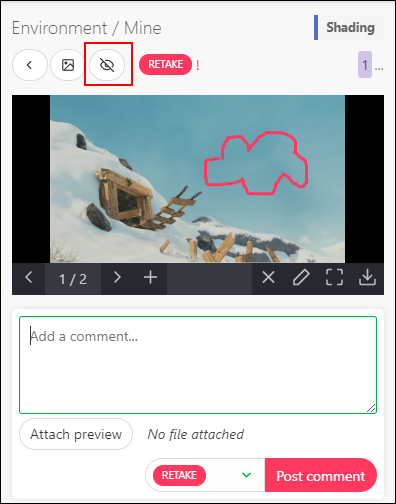 Environment / Mine
Shading
RETAKE !
1 ...
1 / 2
Add a comment...
Attach preview
No file attached
RETAKE
Post comment